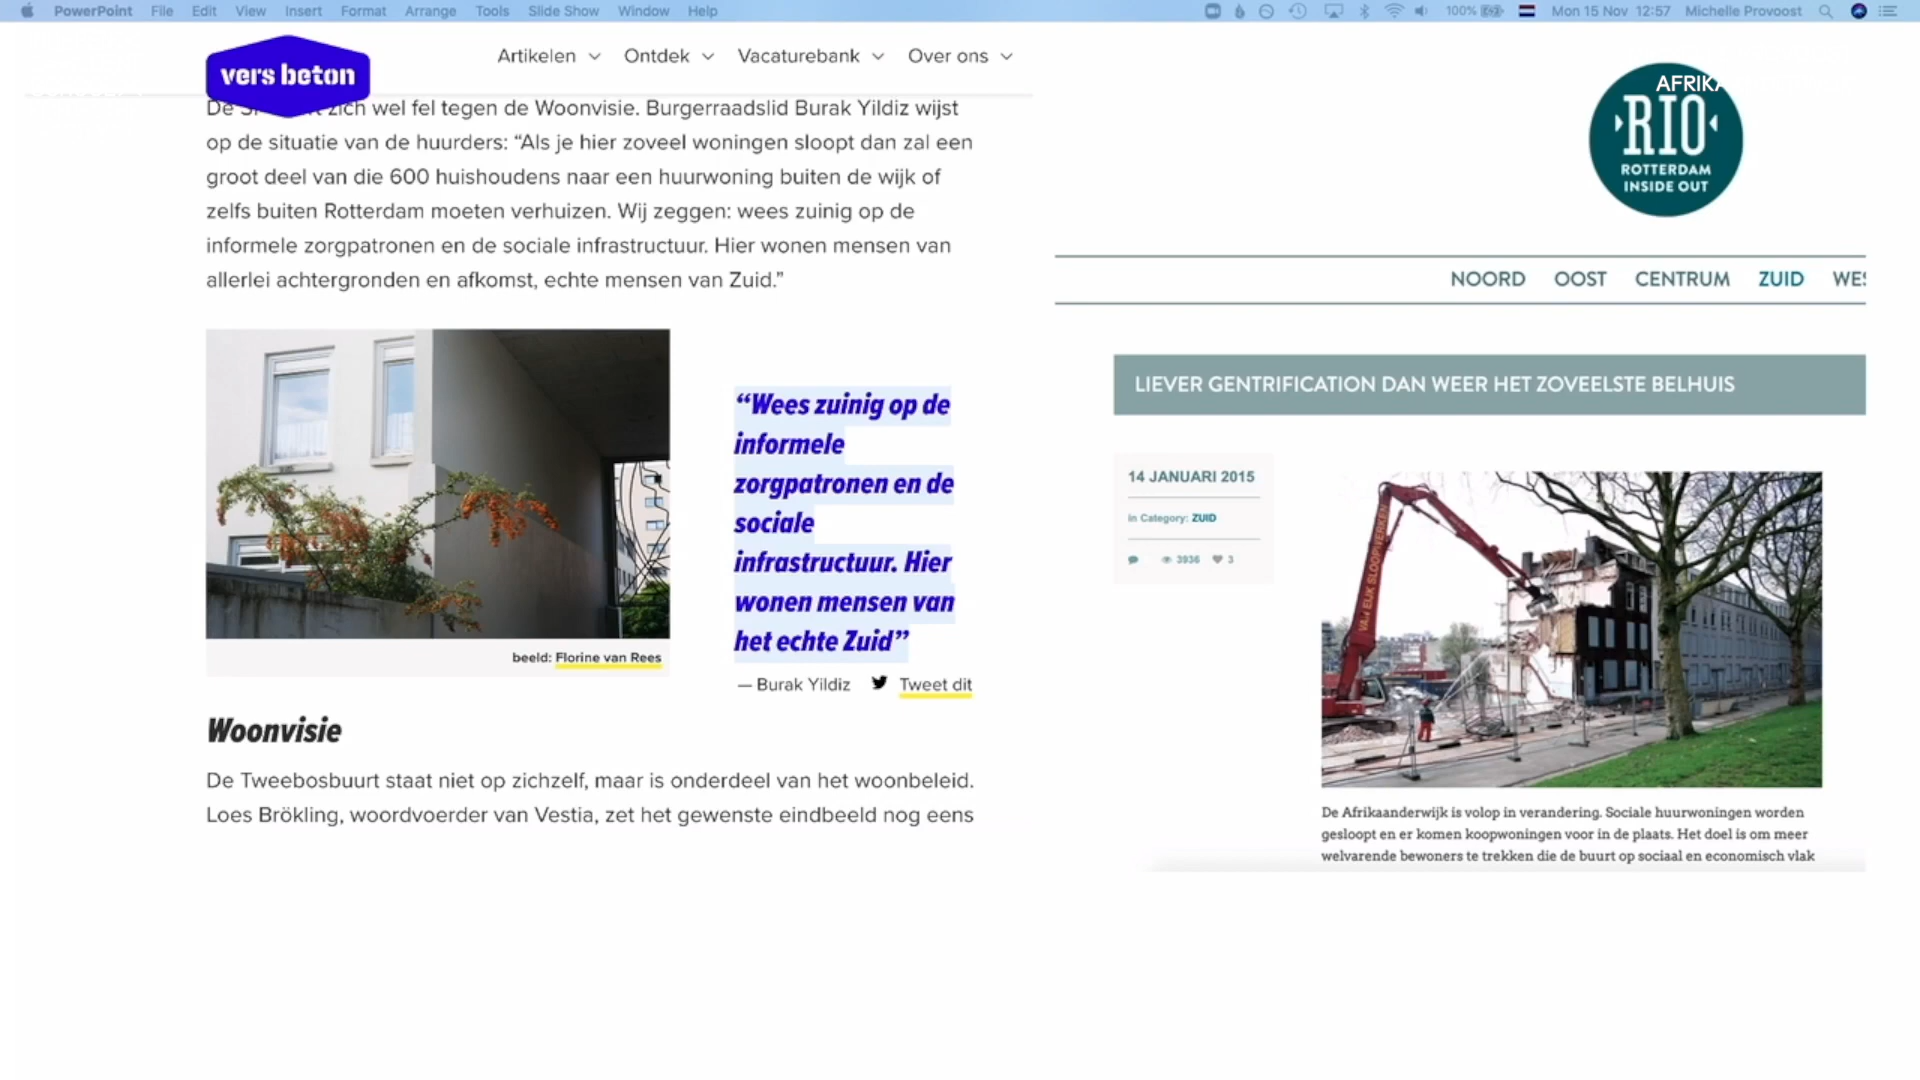 PowerPoint File Edit View Insert Format Arrange Tools Slide Show Window Help
100% Mon 15 Nov 12:57 Michelle Provoost
vers beton
Artikelen Ontdek Vacaturebank Over ons
zich wel fel tegen de Woonvisie. Burgerraadslid Burak Yildiz wijst
op de situatie van de huurders: “Als je hier zoveel woningen sloopt dan zal een
groot deel van die 600 huishoudens naar een huurwoning buiten de wijk of
zelfs buiten Rotterdam moeten verhuizen. Wij zeggen: wees zuinig op de
informele zorgpatronen en de sociale infrastructuur. Hier wonen mensen van
allerlei achtergronden en afkomst, echte mensen van Zuid.”
beeld: Florine van Rees
“Wees zuinig op de
informele
zorgpatronen en de
sociale
infrastructuur. Hier
wonen mensen van
het echte Zuid”
— Burak Yildiz Tweet dit
Woonvisie
De Tweebosbuurt staat niet op zichzelf, maar is onderdeel van het woonbeleid.
Loes Brökling, woordvoerder van Vestia, zet het gewenste eindbeeld nog eens
AFRIKA
RIO
ROTTERDAM
INSIDE OUT
NOORD OOST CENTRUM ZUID WES
LIEVER GENTRIFICATION DAN WEER HET ZOVEELSTE BELHUIS
14 JANUARI 2015
in Category: ZUID
3936 3
VAN EIJK SLOOPWERKEN
De Afrikaanderwijk is volop in verandering. Sociale huurwoningen worden
gesloopt en er komen koopwoningen voor in de plaats. Het doel is om meer
welvarende bewoners te trekken die de buurt op sociaal en economisch vlak